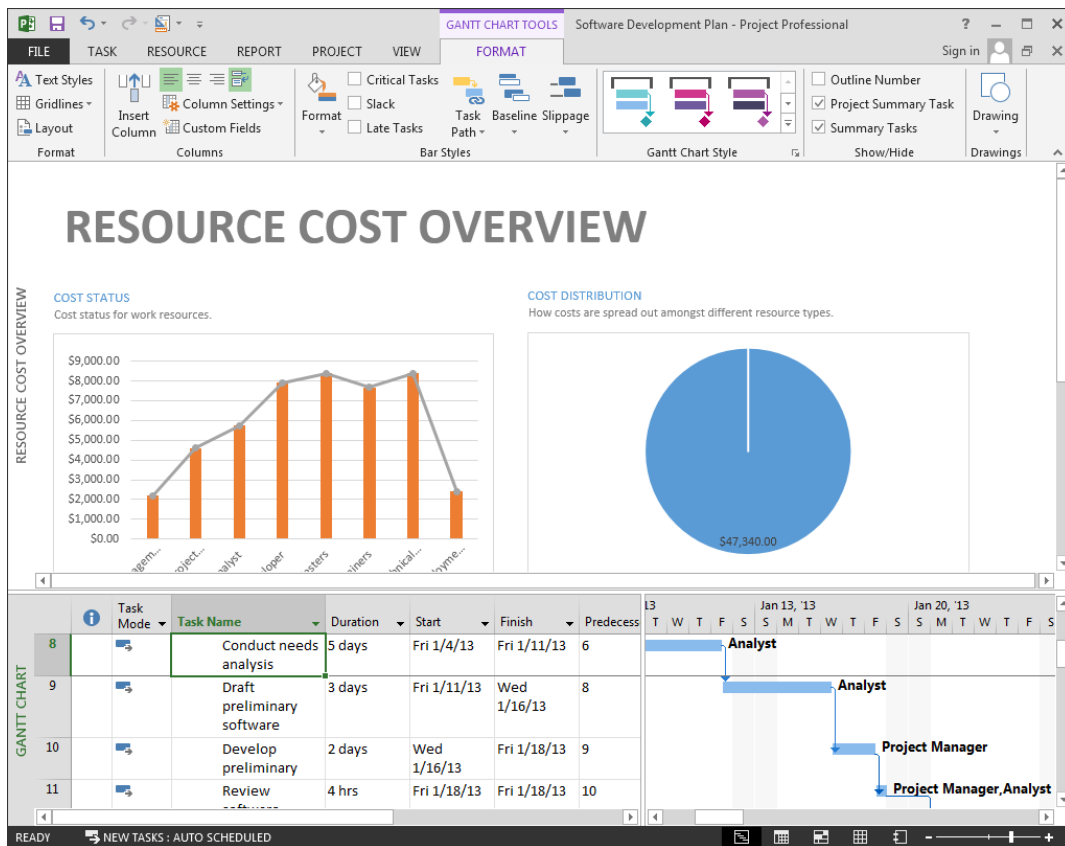 GANTT CHART TOOLS Software Development Plan - Project Professional ?
FILE TASK RESOURCE REPORT PROJECT VIEW FORMAT Sign in
Text Styles
Gridlines
Layout
Format
Insert Column
Column Settings
Custom Fields
Columns
Format
Critical Tasks
Slack
Late Tasks
Task Path
Baseline
Slippage
Bar Styles
Gantt Chart Style
Outline Number
Project Summary Task
Summary Tasks
Show/Hide
Drawing
Drawings
RESOURCE COST OVERVIEW
RESOURCE COST OVERVIEW
COST STATUS
Cost status for work resources.
$9,000.00
$8,000.00
$7,000.00
$6,000.00
$5,000.00
$4,000.00
$3,000.00
$2,000.00
$1,000.00
$0.00
COST DISTRIBUTION
How costs are spread out amongst different resource types.
$47,340.00
GANTT CHART
Task Mode Task Name Duration Start Finish Predecess
8 Conduct needs analysis 5 days Fri 1/4/13 Fri 1/11/13 6
9 Draft preliminary software 3 days Fri 1/11/13 Wed 1/16/13 8
10 Develop preliminary 2 days Wed 1/16/13 Fri 1/18/13 9
11 Review 4 hrs Fri 1/18/13 Fri 1/18/13 10
13 Jan 13, '13 Jan 20, '13
T W T F S S M T W T F S S M T W T F S
Analyst
Analyst
Project Manager
Project Manager,Analyst
READY NEW TASKS : AUTO SCHEDULED